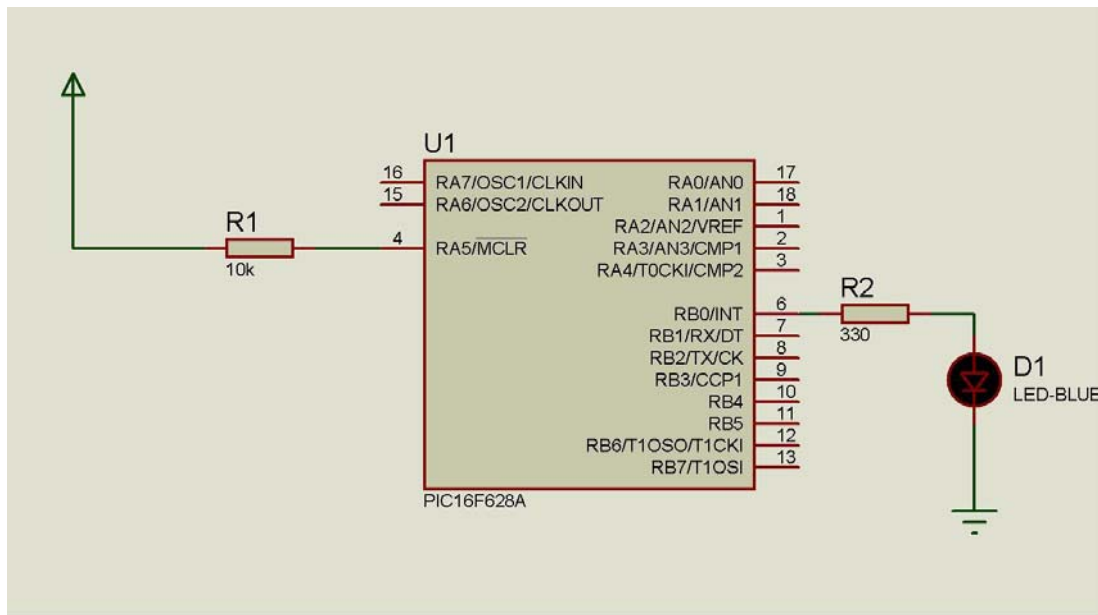 U1
16 RA7/OSC1/CLKIN RA0/AN0 17
15 RA6/OSC2/CLKOUT RA1/AN1 18
RA2/AN2/VREF 1
R1 4 RA5/MCLR RA3/AN3/CMP1 2
10k RA4/T0CKI/CMP2 3
RB0/INT 6 R2
RB1/RX/DT 7 330
RB2/TX/CK 8
RB3/CCP1 9 D1
RB4 10 LED-BLUE
RB5 11
RB6/T1OSO/T1CKI 12
RB7/T1OSI 13
PIC16F628A